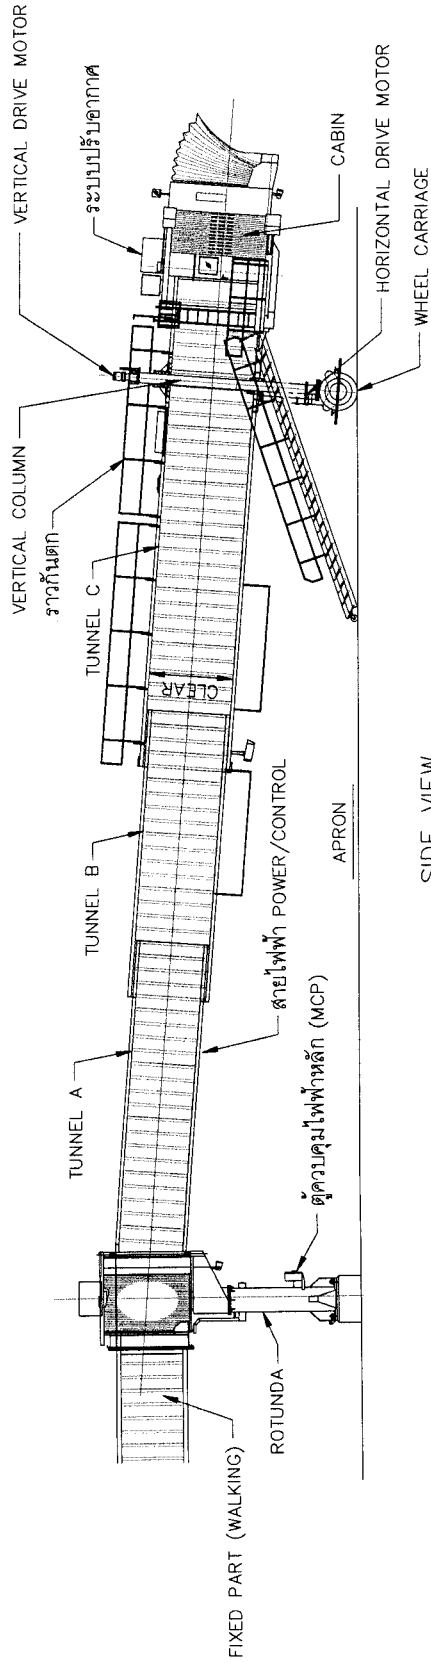 VERTICAL DRIVE MOTOR
ระบบปรับอากาศ
VERTICAL COLUMN
ราวกันตก
TUNNEL C
TUNNEL B
TUNNEL A
CLEAR
CABIN
HORIZONTAL DRIVE MOTOR
WHEEL CARRIAGE
สายไฟฟ้า POWER/CONTROL
APRON
ตู้ควบคุมไฟฟ้าหลัก (MCP)
ROTUNDA
FIXED PART (WALKING)
SIDE VIEW